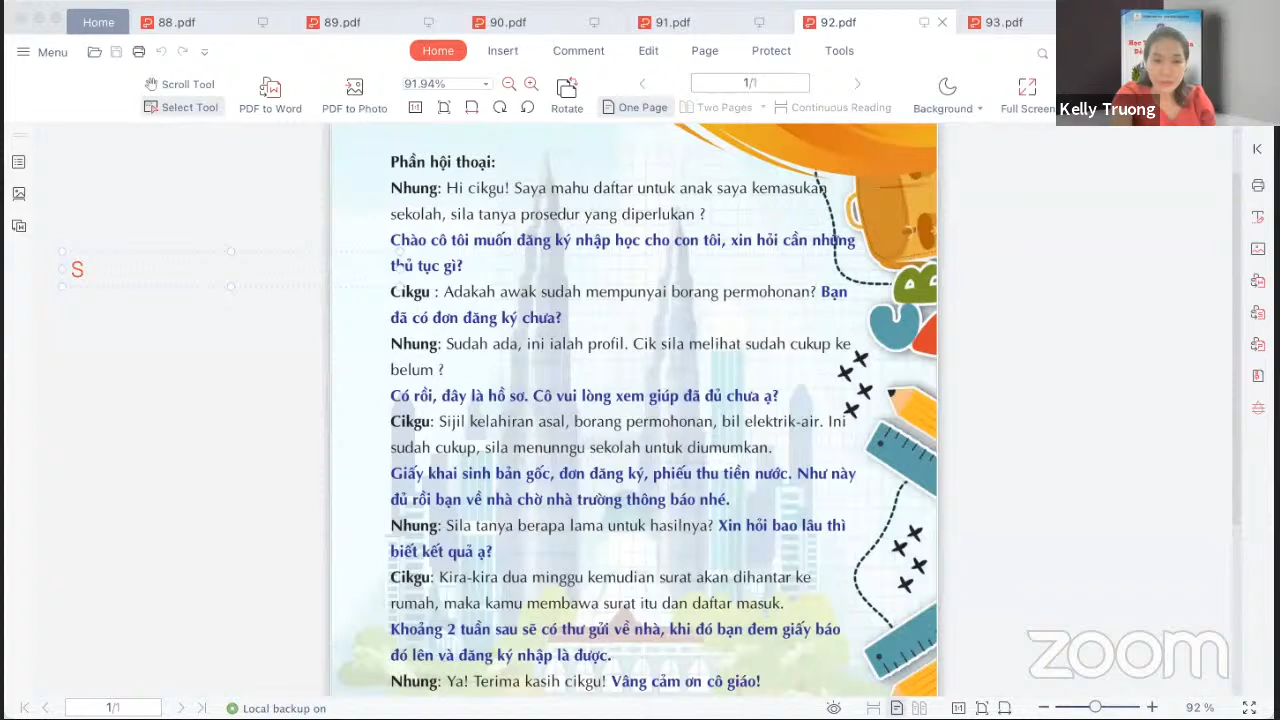 Home 88.pdf 89.pdf 90.pdf 91.pdf 92.pdf 93.pdf
Menu Home Insert Comment Edit Page Protect Tools
Scroll Tool
Select Tool
PDF to Word PDF to Photo 91.94% Rotate 1/1 One Page Two Pages Continuous Reading Background Full Screen
Kelly Truong
Phần hội thoại:
Nhung: Hi cikgu! Saya mahu daftar untuk anak saya kemasukan
sekolah, sila tanya prosedur yang diperlukan ?
Chào cô tôi muốn đăng ký nhập học cho con tôi, xin hỏi cần những
thủ tục gì?
S
Cikgu : Adakah awak sudah mempunyai borang permohonan? Bạn
đã có đơn đăng ký chưa?
Nhung: Sudah ada, ini ialah profil. Cik sila melihat sudah cukup ke
belum ?
Có rồi, đây là hồ sơ. Cô vui lòng xem giúp đã đủ chưa ạ?
Cikgu: Sijil kelahiran asal, borang permohonan, bil elektrik-air. Ini
sudah cukup, sila menunngu sekolah untuk diumumkan.
Giấy khai sinh bản gốc, đơn đăng ký, phiếu thu tiền nước. Như này
đủ rồi bạn về nhà chờ nhà trường thông báo nhé.
Nhung: Sila tanya berapa lama untuk hasilnya? Xin hỏi bao lâu thì
biết kết quả ạ?
Cikgu: Kira-kira dua minggu kemudian surat akan dihantar ke
rumah, maka kamu membawa surat itu dan daftar masuk.
Khoảng 2 tuần sau sẽ có thư gửi về nhà, khi đó bạn đem giấy báo
đó lên và đăng ký nhập là được.
Nhung: Ya! Terima kasih cikgu! Vâng cảm ơn cô giáo!
zoom
1/1 Local backup on 92 %